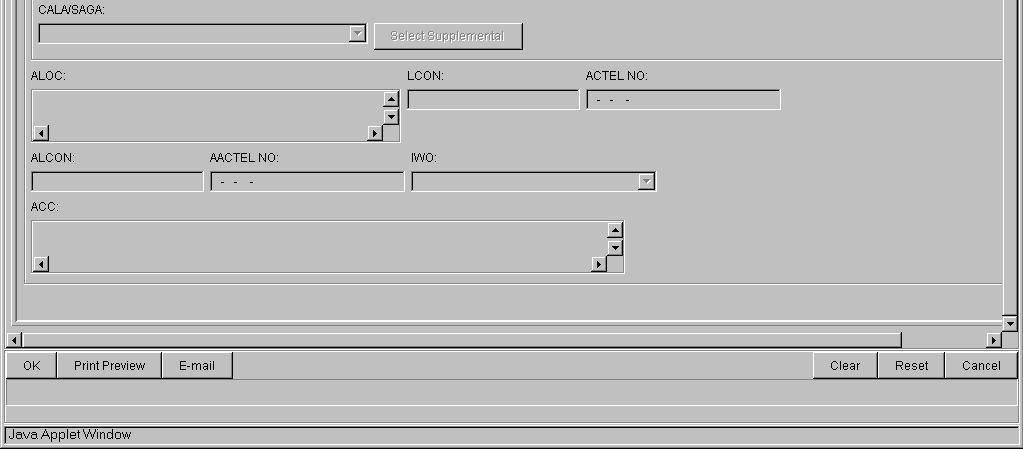 CALA/SAGA:
Select Supplemental
ALOC: LCON: ACTEL NO:
- - -
ALCON: AACTEL NO: IWO:
- - -
ACC:
OK Print Preview E-mail Clear Reset Cancel
Java Applet Window